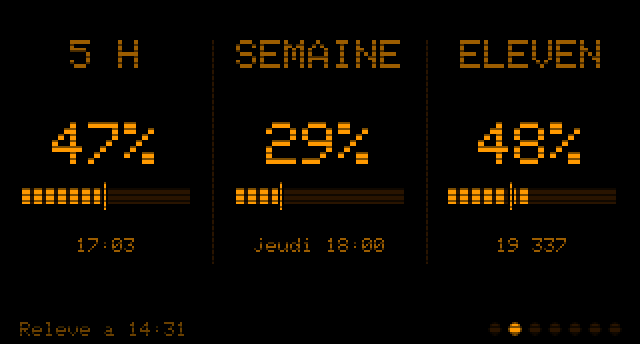 5 H
SEMAINE
ELEVEN
47%
29%
48%
17:03
Jeudi 18:00
19 337
Releve a 14:31